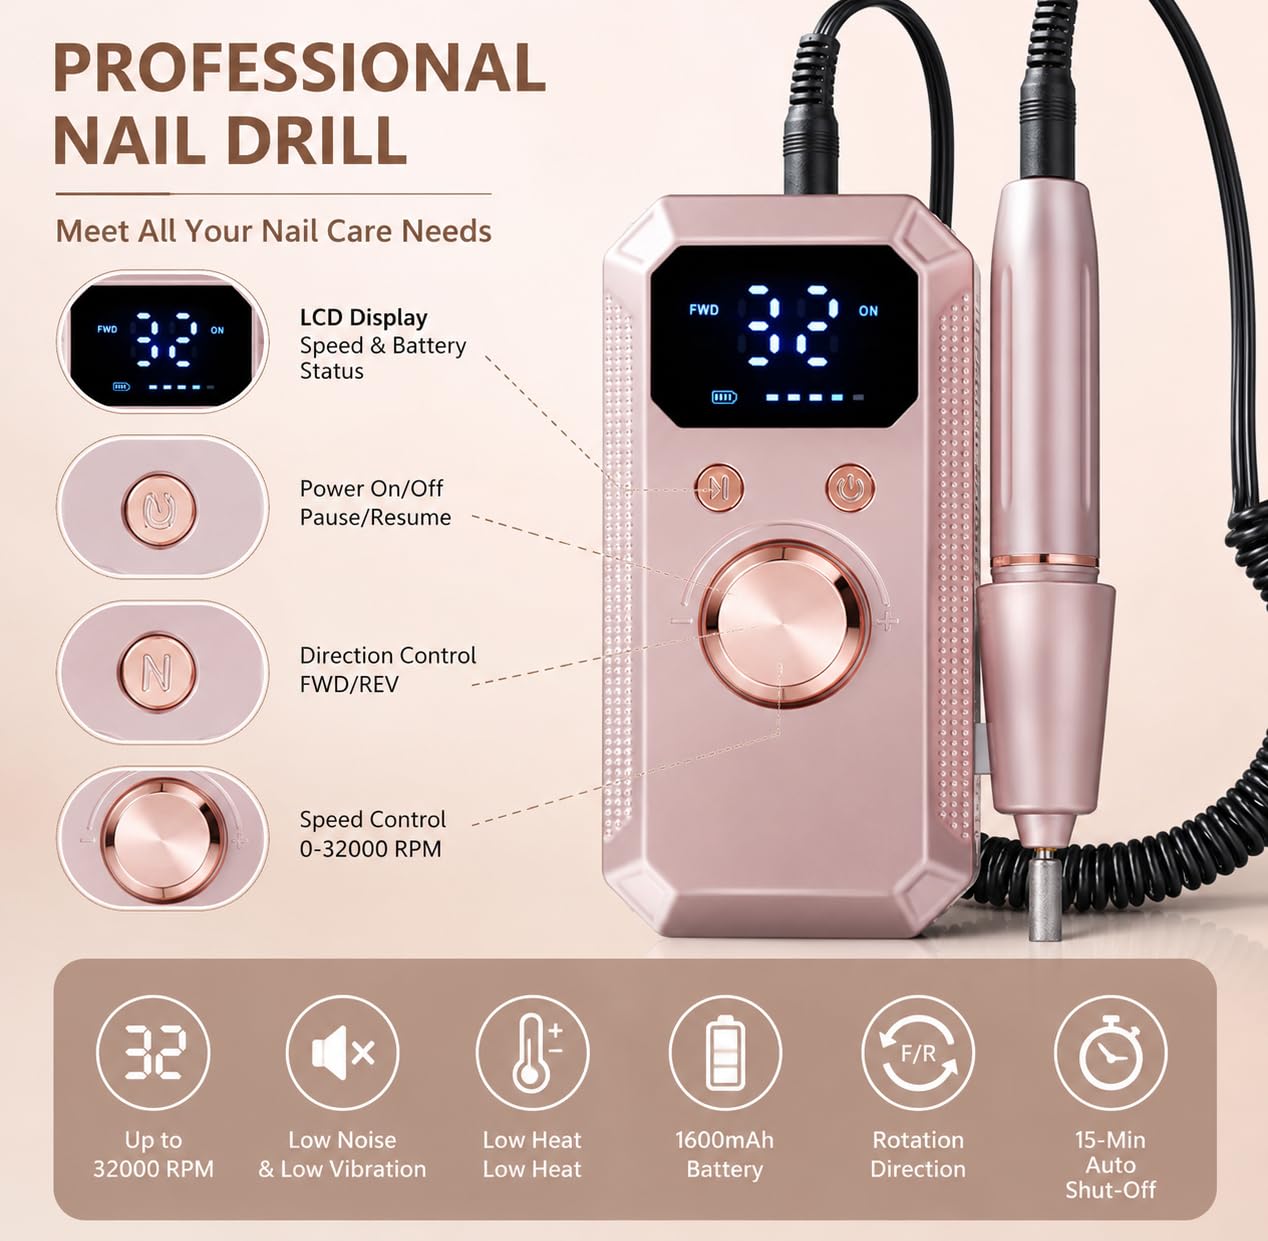 PROFESSIONAL
NAIL DRILL
Meet All Your Nail Care Needs
FWD
32
ON
LCD Display
Speed & Battery
Status
Power On/Off
Pause/Resume
N
Direction Control
FWD/REV
Speed Control
0-32000 RPM
- +
FWD
32
ON
- +
32
Up to
32000 RPM
Low Noise
& Low Vibration
Low Heat
Low Heat
1600mAh
Battery
F/R
Rotation
Direction
15-Min
Auto
Shut-Off